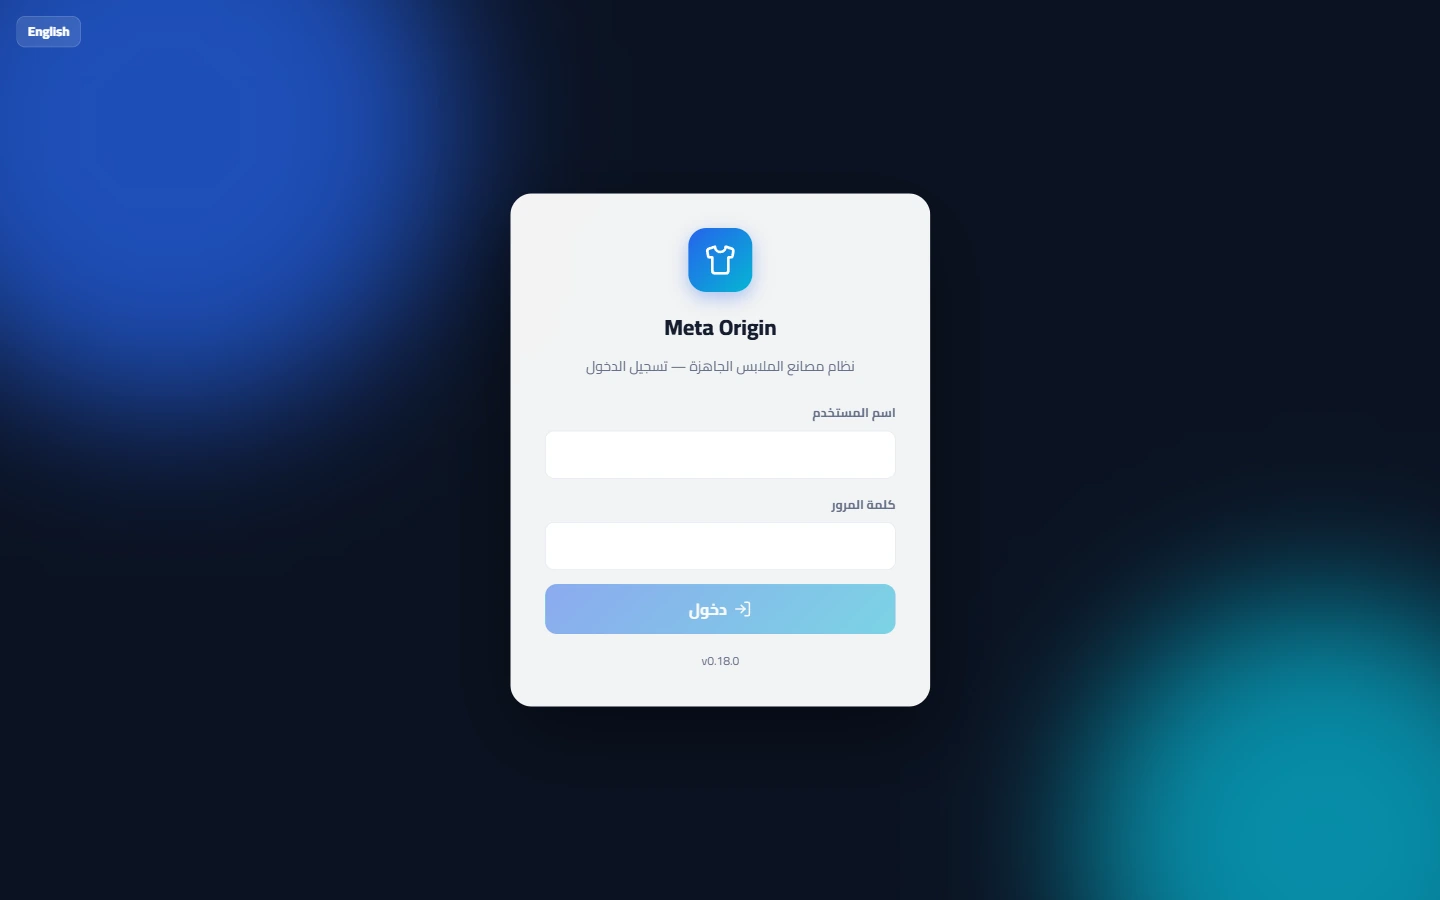 English
Meta Origin
نظام مصانع الملابس الجاهزة — تسجيل الدخول
اسم المستخدم
كلمة المرور
دخول
v0.18.0